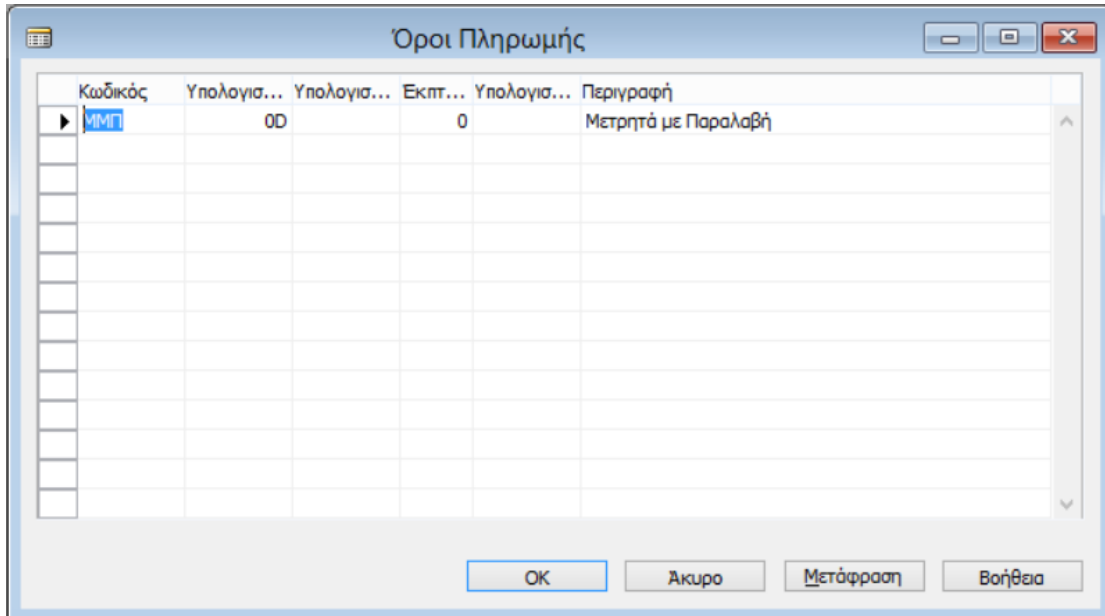 Όροι Πληρωμής
Κωδικός Υπολογισ... Υπολογισ... Έκπτ... Υπολογισ... Περιγραφή
ΜΜΠ 0D 0 Μετρητά με Παραλαβή
OK Άκυρο Μετάφραση Βοήθεια